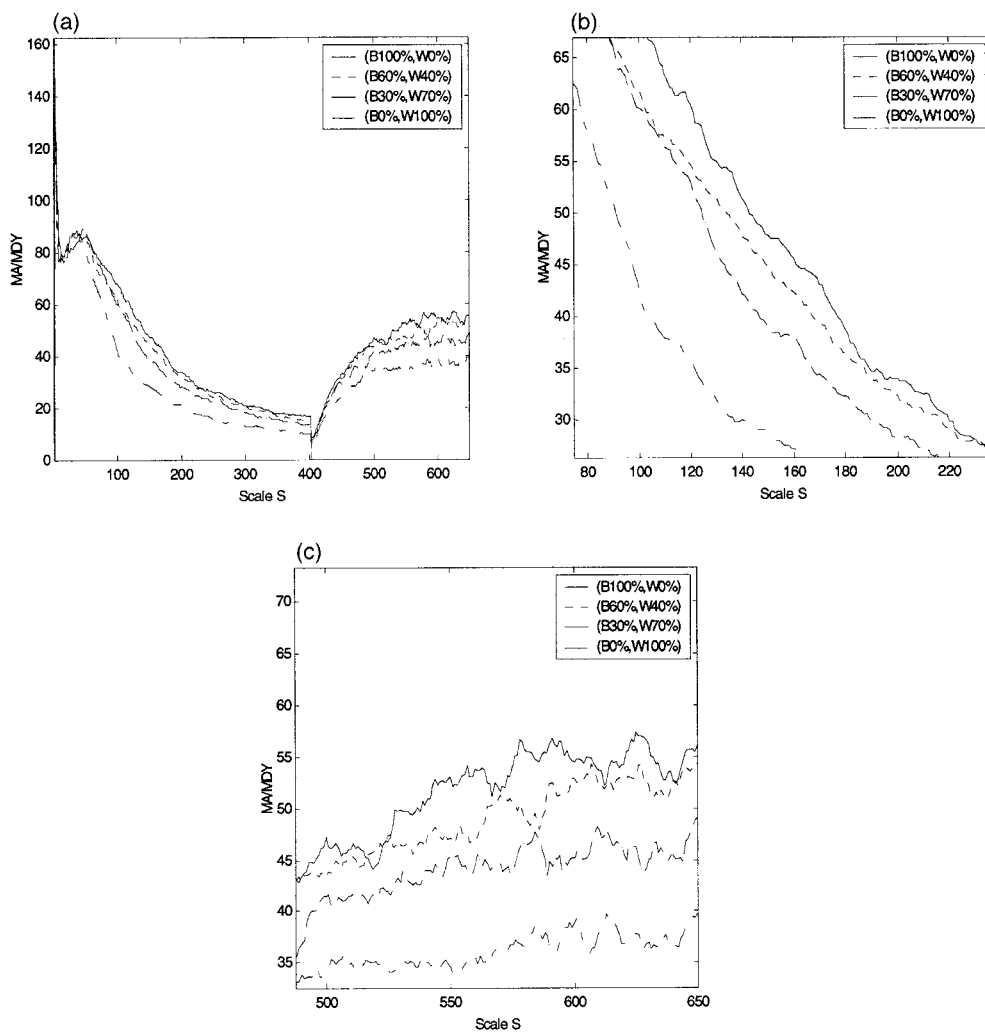 (a)
160
140
120
100
80
60
40
20
0
MA/MDY
100 200 300 400 500 600
Scale S
(B100%,W0%)
(B60%,W40%)
(B30%,W70%)
(B0%,W100%)
(b)
65
60
55
50
45
40
35
30
MA/MDY
80 100 120 140 160 180 200 220
Scale S
(B100%,W0%)
(B60%,W40%)
(B30%,W70%)
(B0%,W100%)
(c)
70
65
60
55
50
45
40
35
MA/MDY
500 550 600 650
Scale S
(B100%,W0%)
(B60%,W40%)
(B30%,W70%)
(B0%,W100%)